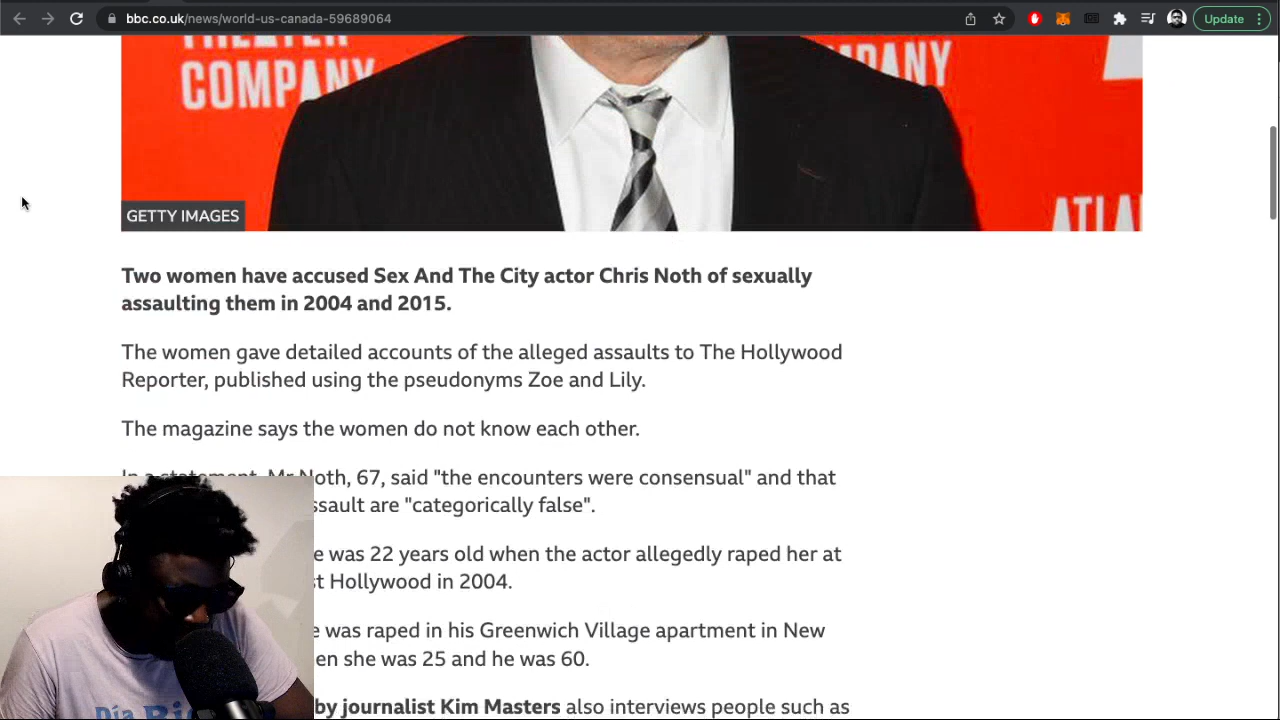 bbc.co.uk/news/world-us-canada-59689064
Update
THEATER
COMPANY
COMPANY
GETTY IMAGES
Two women have accused Sex And The City actor Chris Noth of sexually
assaulting them in 2004 and 2015.
The women gave detailed accounts of the alleged assaults to The Hollywood
Reporter, published using the pseudonyms Zoe and Lily.
The magazine says the women do not know each other.
In a statement, Mr Noth, 67, said "the encounters were consensual" and that
ssault are "categorically false".
e was 22 years old when the actor allegedly raped her at
st Hollywood in 2004.
e was raped in his Greenwich Village apartment in New
en she was 25 and he was 60.
by journalist Kim Masters also interviews people such as